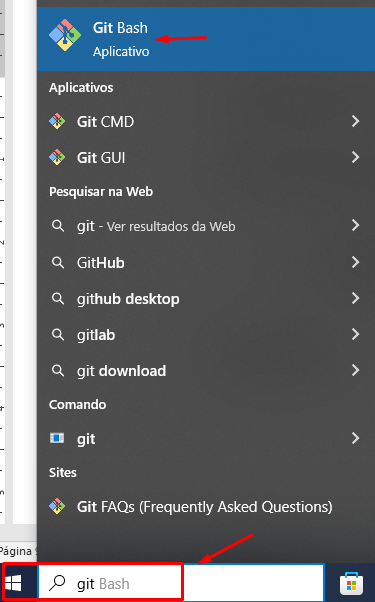 Git Bash
Aplicativo
Aplicativos
Git CMD
Git GUI
Pesquisar na Web
git - Ver resultados da Web
GitHub
github desktop
gitlab
git download
Comando
git
Sites
Git FAQs (Frequently Asked Questions)
Página
git Bash